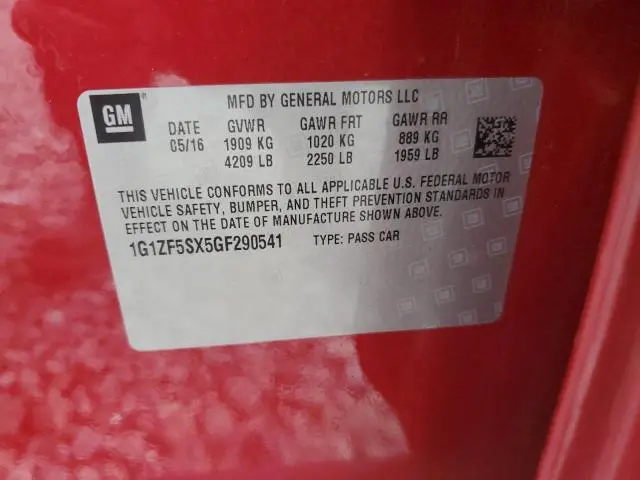 GM®
MFD BY GENERAL MOTORS LLC
DATE GVWR GAWR FRT GAWR RR
05/16 1909 KG 1020 KG 889 KG
4209 LB 2250 LB 1959 LB
THIS VEHICLE CONFORMS TO ALL APPLICABLE U.S. FEDERAL MOTOR
VEHICLE SAFETY, BUMPER, AND THEFT PREVENTION STANDARDS IN
EFFECT ON THE DATE OF MANUFACTURE SHOWN ABOVE.
1G1ZF5SX5GF290541 TYPE: PASS CAR